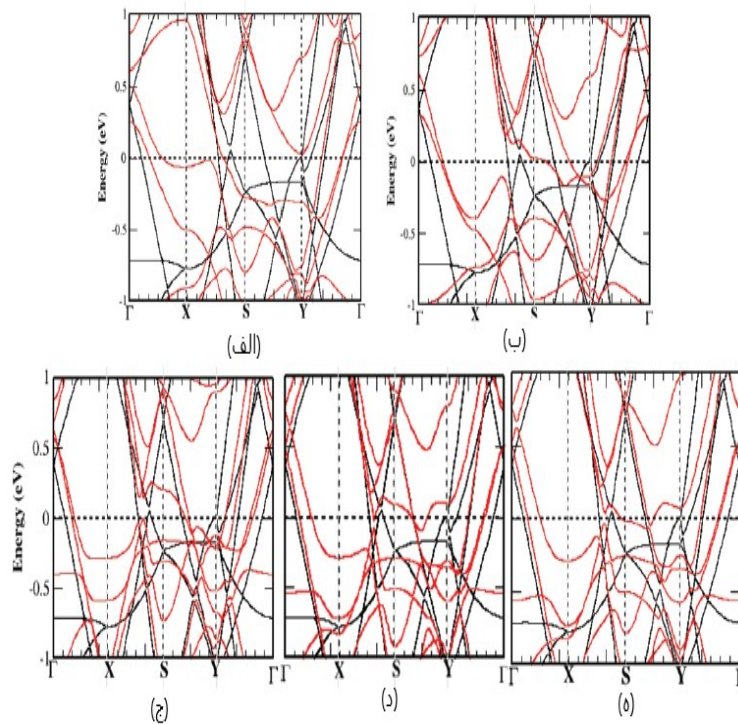 1
0.5
0
-0.5
-1
Energy (eV)
Γ X S Y Γ
(الف)
1
0.5
0
-0.5
-1
Energy (eV)
Γ X S Y Γ
(ب)
1
0.5
0
-0.5
-1
Energy (eV)
Γ X S Y Γ
(ج)
Γ X S Y Γ
(د)
Γ X S Y Γ
(ه)